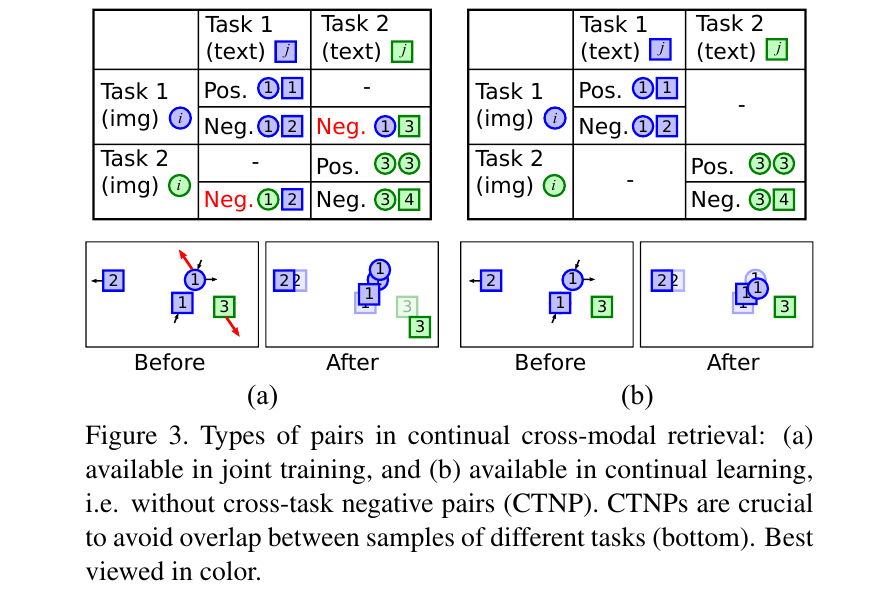 Task 1 Task 2 Task 1 Task 2
(text) j (text) j (text) j (text) j
Task 1 Pos. 1 1 - Task 1 Pos. 1 1 -
(img) i Neg. 1 2 Neg. 1 3 (img) i Neg. 1 2
Task 2 - Pos. 3 3 Task 2 - Pos. 3 3
(img) i Neg. 1 2 Neg. 3 4 (img) i Neg. 3 4
2 1 1 3 2 2 1 1 1 1 3 3 2 1 1 3 2 2 1 1 1 1 3
Before After Before After
(a) (b)
Figure 3. Types of pairs in continual cross-modal retrieval: (a)
available in joint training, and (b) available in continual learning,
i.e. without cross-task negative pairs (CTNP). CTNPs are crucial
to avoid overlap between samples of different tasks (bottom). Best
viewed in color.